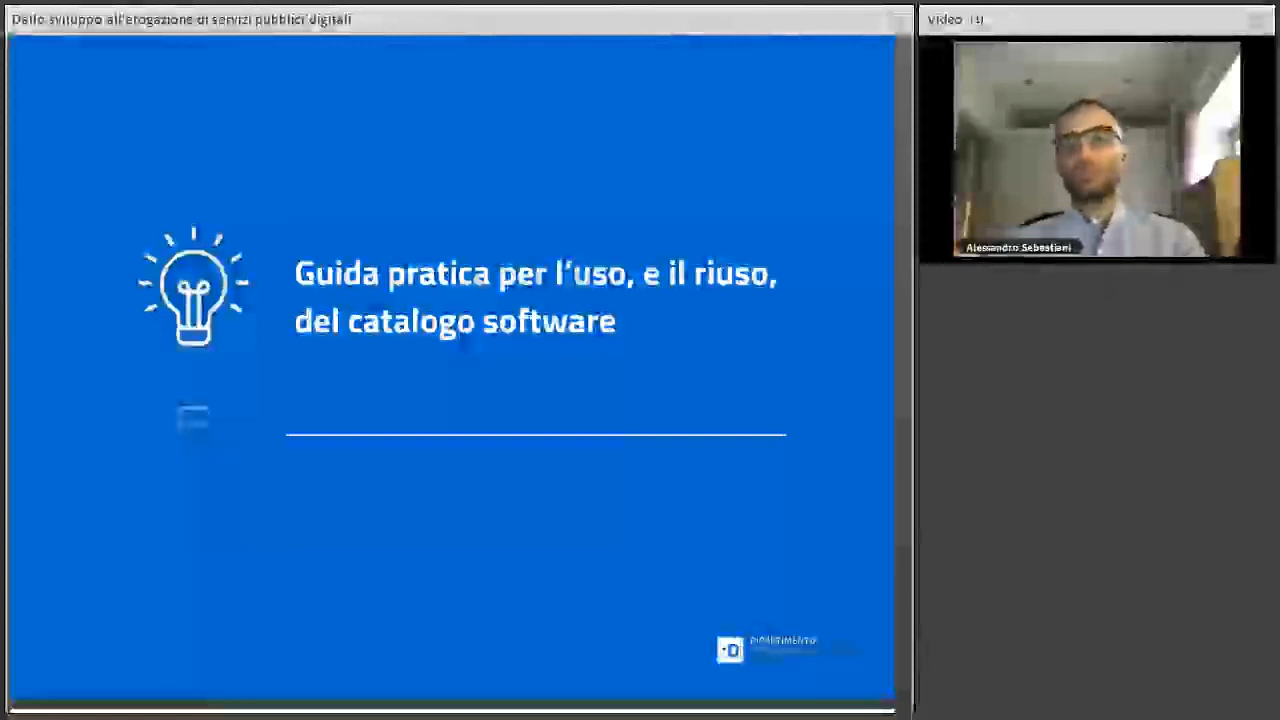 Dallo sviluppo all'erogazione di servizi pubblici digitali
Video
Alessandro Sebastiani
Guida pratica per l'uso, e il riuso,
del catalogo software
DIPARTIMENTO